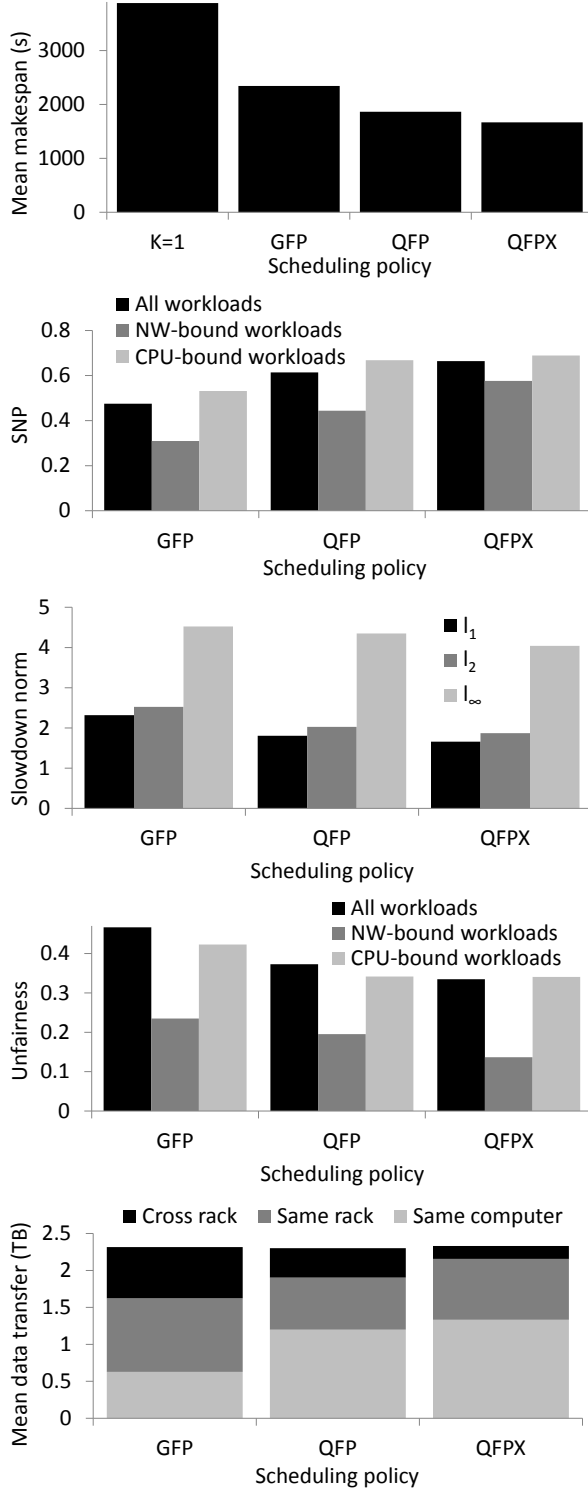 Mean makespan (s)
3000
2000
1000
0
K=1 GFP QFP QFPX
Scheduling policy
All workloads
NW-bound workloads
CPU-bound workloads
SNP
0.8
0.6
0.4
0.2
0
GFP QFP QFPX
Scheduling policy
l1
l2
l∞
Slowdown norm
5
4
3
2
1
0
GFP QFP QFPX
Scheduling policy
All workloads
NW-bound workloads
CPU-bound workloads
Unfairness
0.4
0.3
0.2
0.1
0
GFP QFP QFPX
Scheduling policy
Cross rack Same rack Same computer
Mean data transfer (TB)
2.5
2
1.5
1
0.5
0
GFP QFP QFPX
Scheduling policy